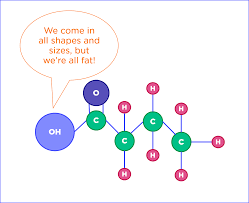 We come in
all shapes and
sizes, but
we're all fat!
O
H
H
H
OH
C
C
C
C
H
H
H
H